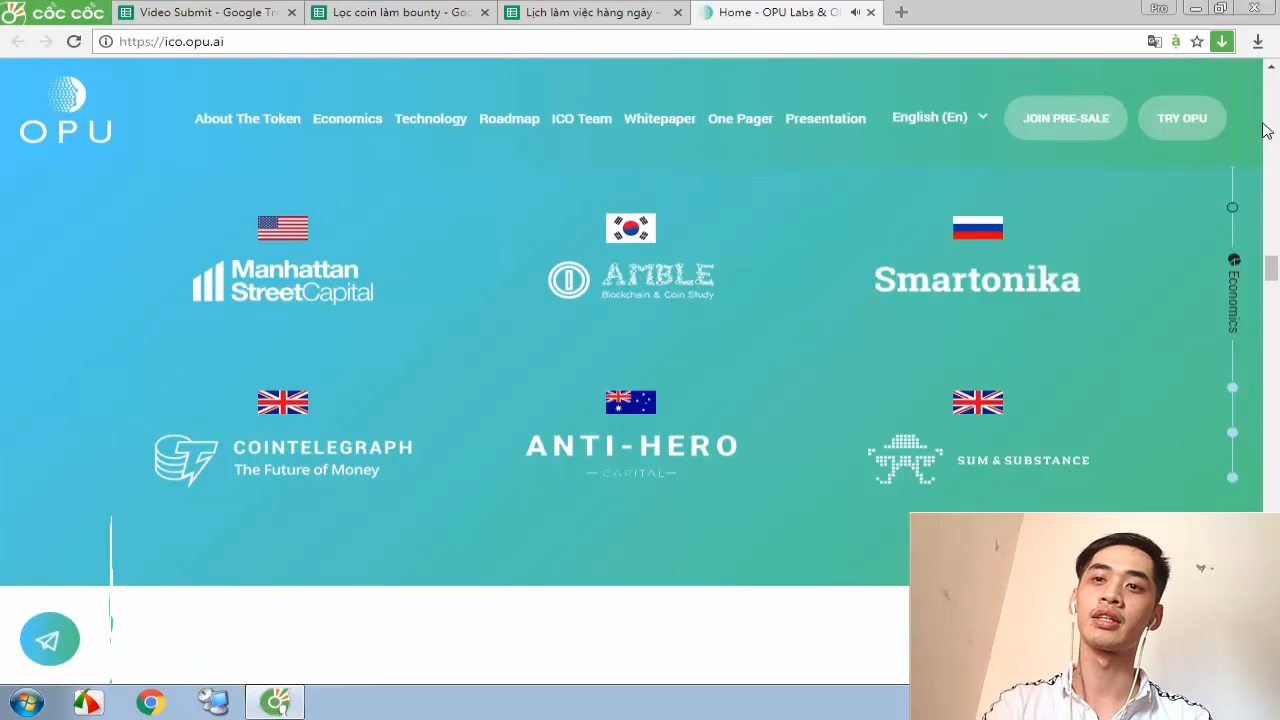 cốc cốc
Video Submit - Google Tr
Lọc coin làm bounty - Goo
Lịch làm việc hàng ngày -
Home - OPU Labs & O
Pro
https://ico.opu.ai
OPU
About The Token
Economics
Technology
Roadmap
ICO Team
Whitepaper
One Pager
Presentation
English (En)
JOIN PRE-SALE
TRY OPU
Manhattan
StreetCapital
AMBLE
Blockchain & Coin Study
Smartonika
Economics
COINTELEGRAPH
The Future of Money
ANTI-HERO
CAPITAL
SUM & SUBSTANCE